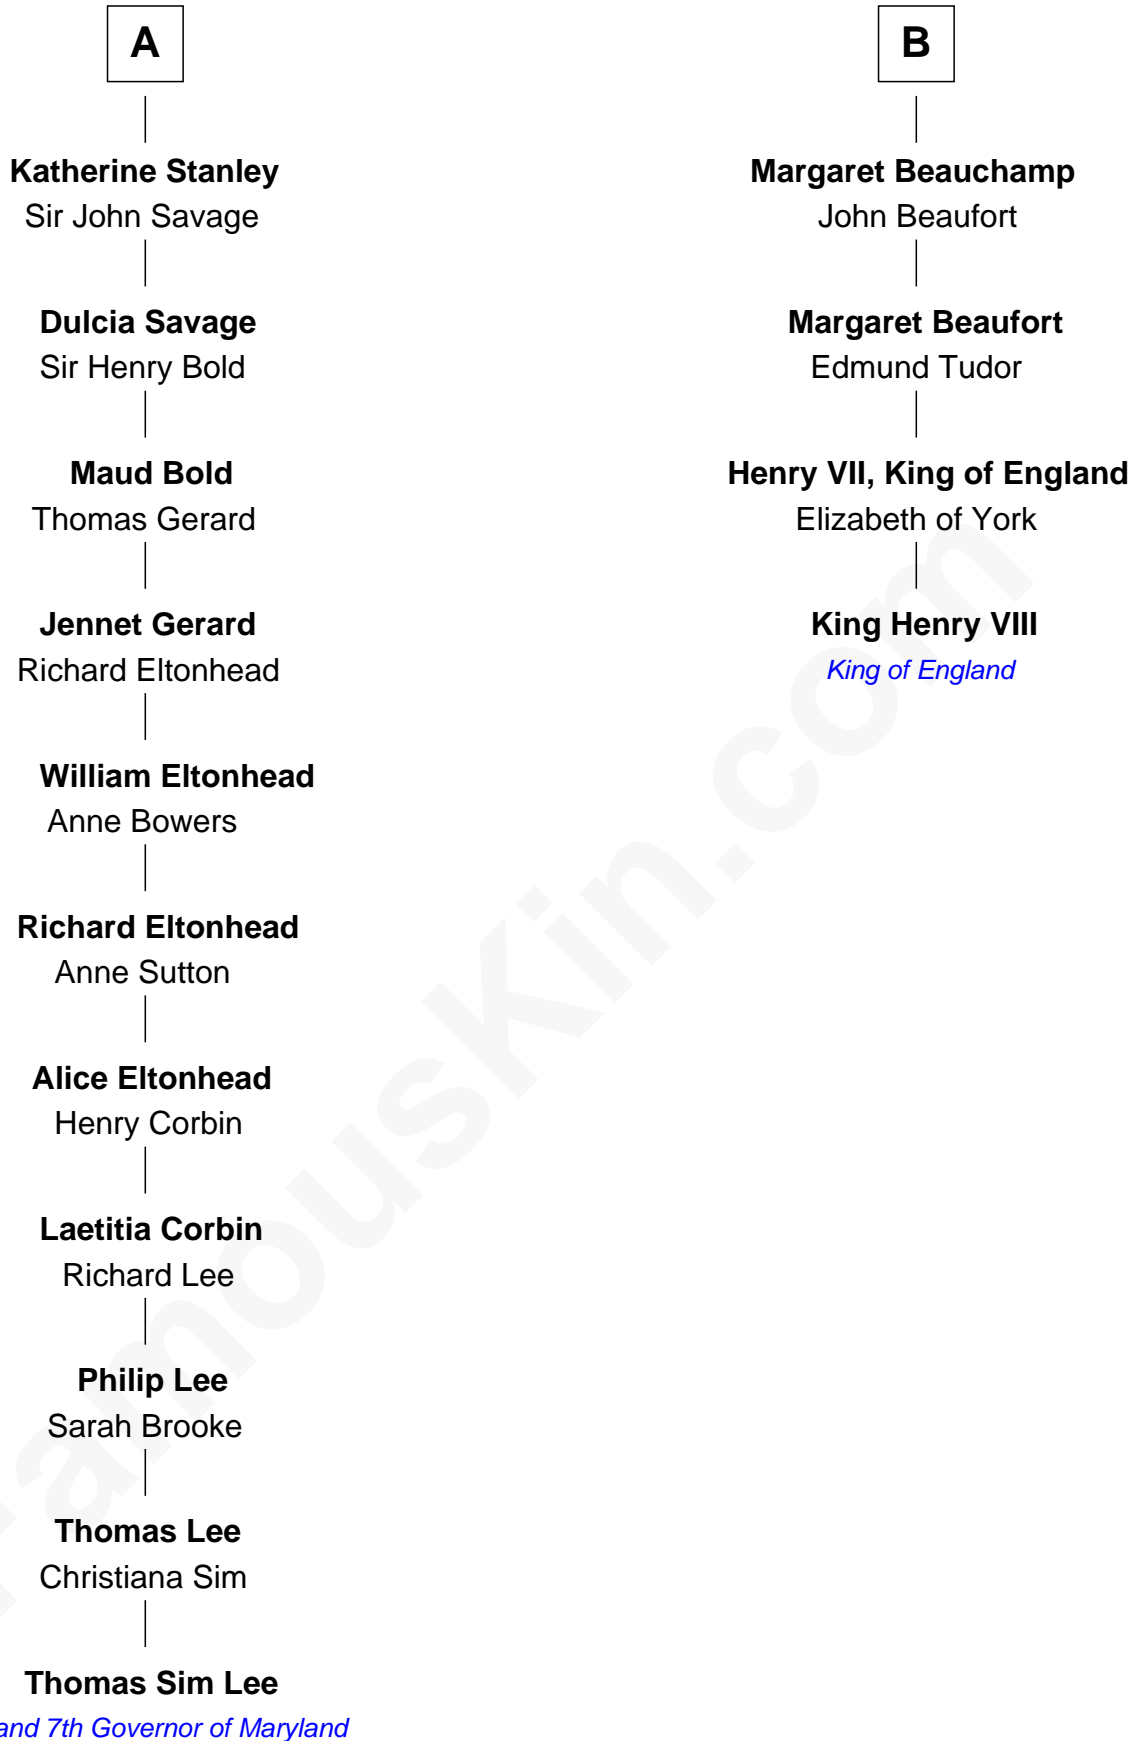 A
Katherine Stanley
Sir John Savage
Dulcia Savage
Sir Henry Bold
Maud Bold
Thomas Gerard
Jennet Gerard
Richard Eltonhead
William Eltonhead
Anne Bowers
Richard Eltonhead
Anne Sutton
Alice Eltonhead
Henry Corbin
Laetitia Corbin
Richard Lee
Philip Lee
Sarah Brooke
Thomas Lee
Christiana Sim
Thomas Sim Lee
and 7th Governor of Maryland
B
Margaret Beauchamp
John Beaufort
Margaret Beaufort
Edmund Tudor
Henry VII, King of England
Elizabeth of York
King Henry VIII
King of England
FamousKin.com